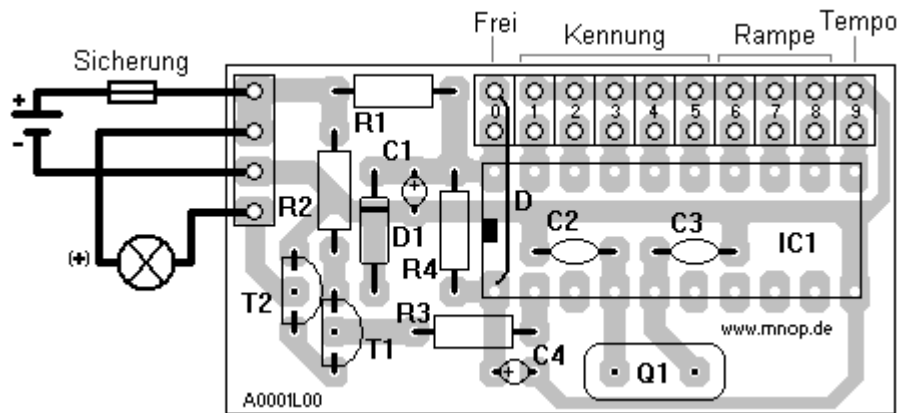 Frei Kennung Rampe Tempo
Sicherung
+
-
(+)
R1
0 1 2 3 4 5 6 7 8 9
C1
+
R2
D1
R4
D
C2
C3
IC1
T2
T1
R3
www.mnop.de
C4
+
Q1
A0001L00